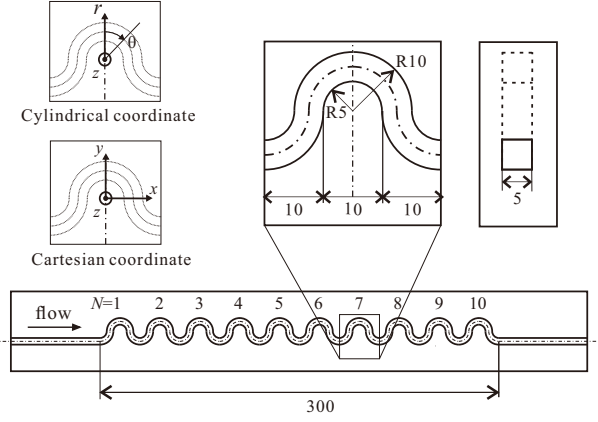 r
θ
z
Cylindrical coordinate
y
x
z
Cartesian coordinate
R10
R5
10 10 10
5
flow
N=1 2 3 4 5 6 7 8 9 10
300